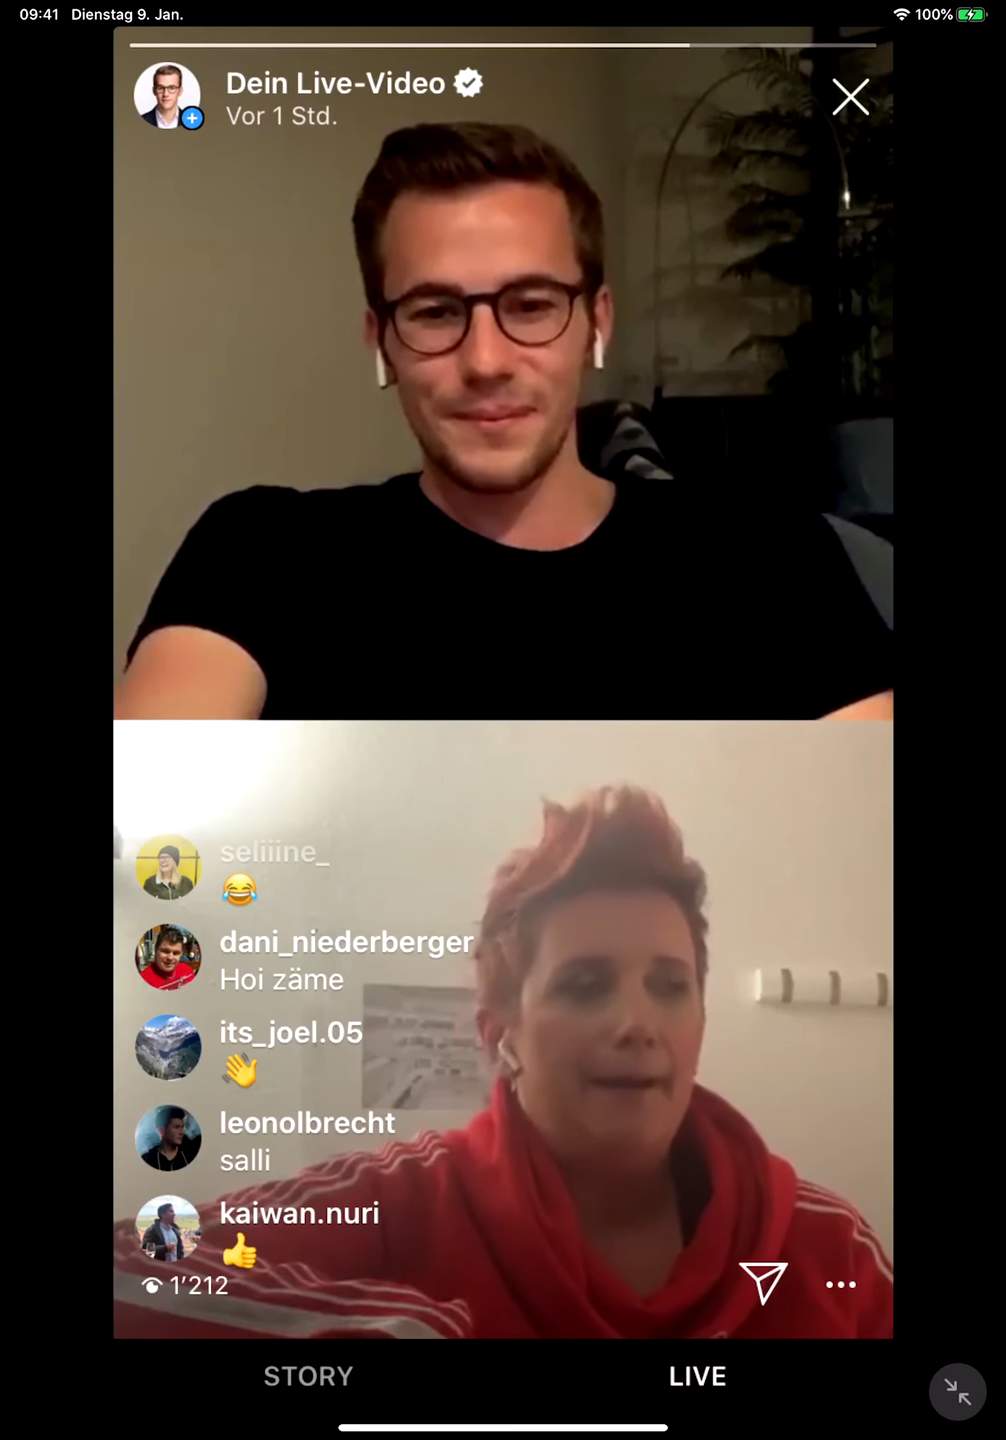 09:41 Dienstag 9. Jan.
100%
Dein Live-Video
Vor 1 Std.
seliiine_
😂
dani_niederberger
Hoi zäme
its_joel.05
👋
leonolbrecht
salli
kaiwan.nuri
👍
1’212
STORY
LIVE